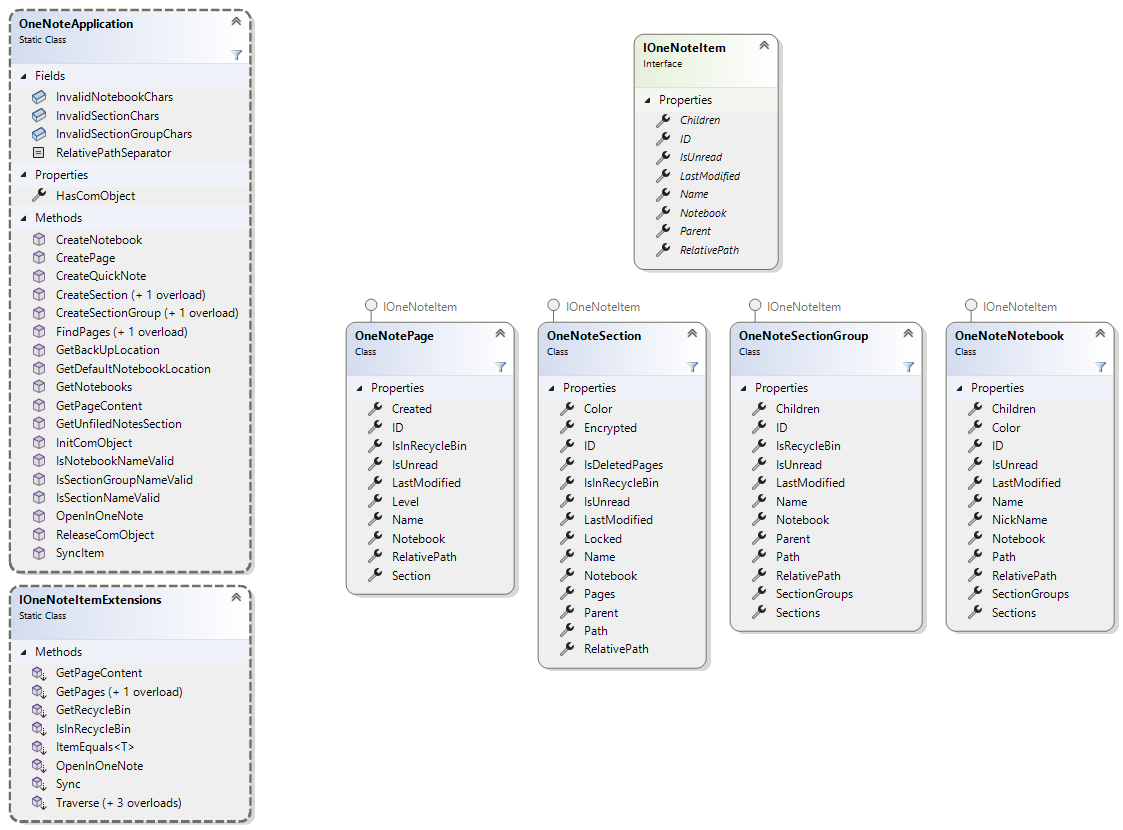 OneNoteApplication
Static Class
Fields
InvalidNotebookChars
InvalidSectionChars
InvalidSectionGroupChars
RelativePathSeparator
Properties
HasComObject
Methods
CreateNotebook
CreatePage
CreateQuickNote
CreateSection (+ 1 overload)
CreateSectionGroup (+ 1 overload)
FindPages (+ 1 overload)
GetBackUpLocation
GetDefaultNotebookLocation
GetNotebooks
GetPageContent
GetUnfiledNotesSection
InitComObject
IsNotebookNameValid
IsSectionGroupNameValid
IsSectionNameValid
OpenInOneNote
ReleaseComObject
SyncItem
IOneNoteItemExtensions
Static Class
Methods
GetPageContent
GetPages (+ 1 overload)
GetRecycleBin
IsInRecycleBin
ItemEquals<T>
OpenInOneNote
Sync
Traverse (+ 3 overloads)
IOneNoteItem
Interface
Properties
Children
ID
IsUnread
LastModified
Name
Notebook
Parent
RelativePath
IOneNoteItem
OneNotePage
Class
Properties
Created
ID
IsInRecycleBin
IsUnread
LastModified
Level
Name
Notebook
RelativePath
Section
IOneNoteItem
OneNoteSection
Class
Properties
Color
Encrypted
ID
IsDeletedPages
IsInRecycleBin
IsUnread
LastModified
Locked
Name
Notebook
Pages
Parent
Path
RelativePath
IOneNoteItem
OneNoteSectionGroup
Class
Properties
Children
ID
IsRecycleBin
IsUnread
LastModified
Name
Notebook
Parent
Path
RelativePath
SectionGroups
Sections
IOneNoteItem
OneNoteNotebook
Class
Properties
Children
Color
ID
IsUnread
LastModified
Name
NickName
Notebook
Path
RelativePath
SectionGroups
Sections